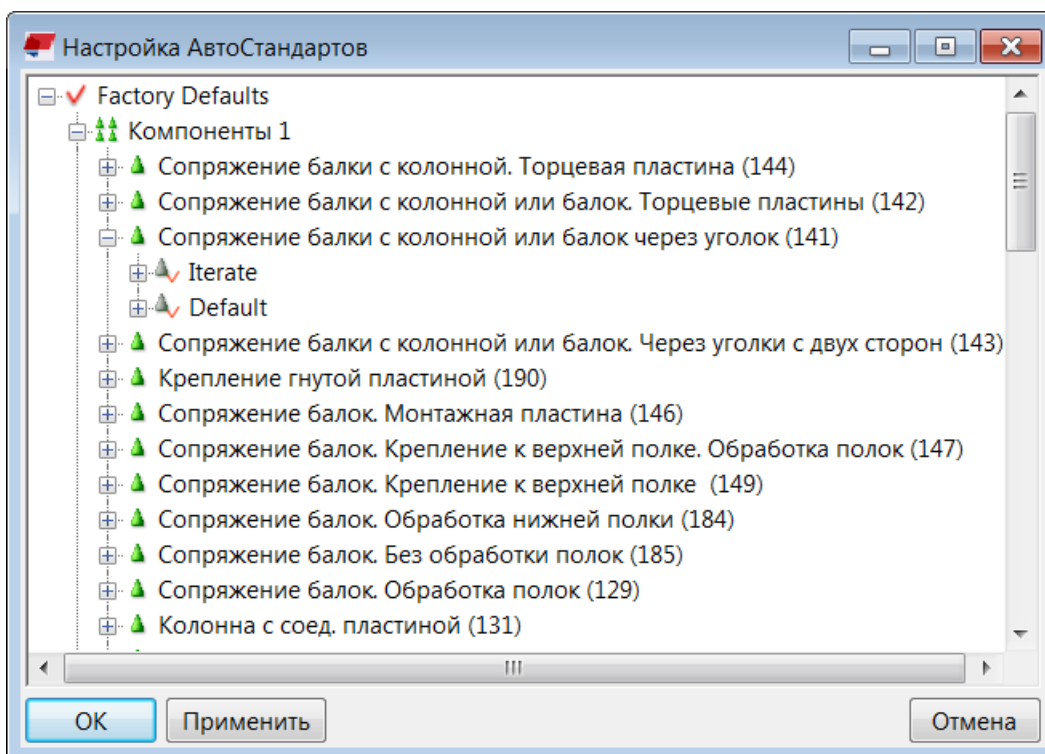 Настройка АвтоСтандартов
Factory Defaults
Компоненты 1
Сопряжение балки с колонной. Торцевая пластина (144)
Сопряжение балки с колонной или балок. Торцевые пластины (142)
Сопряжение балки с колонной или балок через уголок (141)
Iterate
Default
Сопряжение балки с колонной или балок. Через уголки с двух сторон (143)
Крепление гнутой пластиной (190)
Сопряжение балок. Монтажная пластина (146)
Сопряжение балок. Крепление к верхней полке. Обработка полок (147)
Сопряжение балок. Крепление к верхней полке (149)
Сопряжение балок. Обработка нижней полки (184)
Сопряжение балок. Без обработки полок (185)
Сопряжение балок. Обработка полок (129)
Колонна с соед. пластиной (131)
OK Применить Отмена